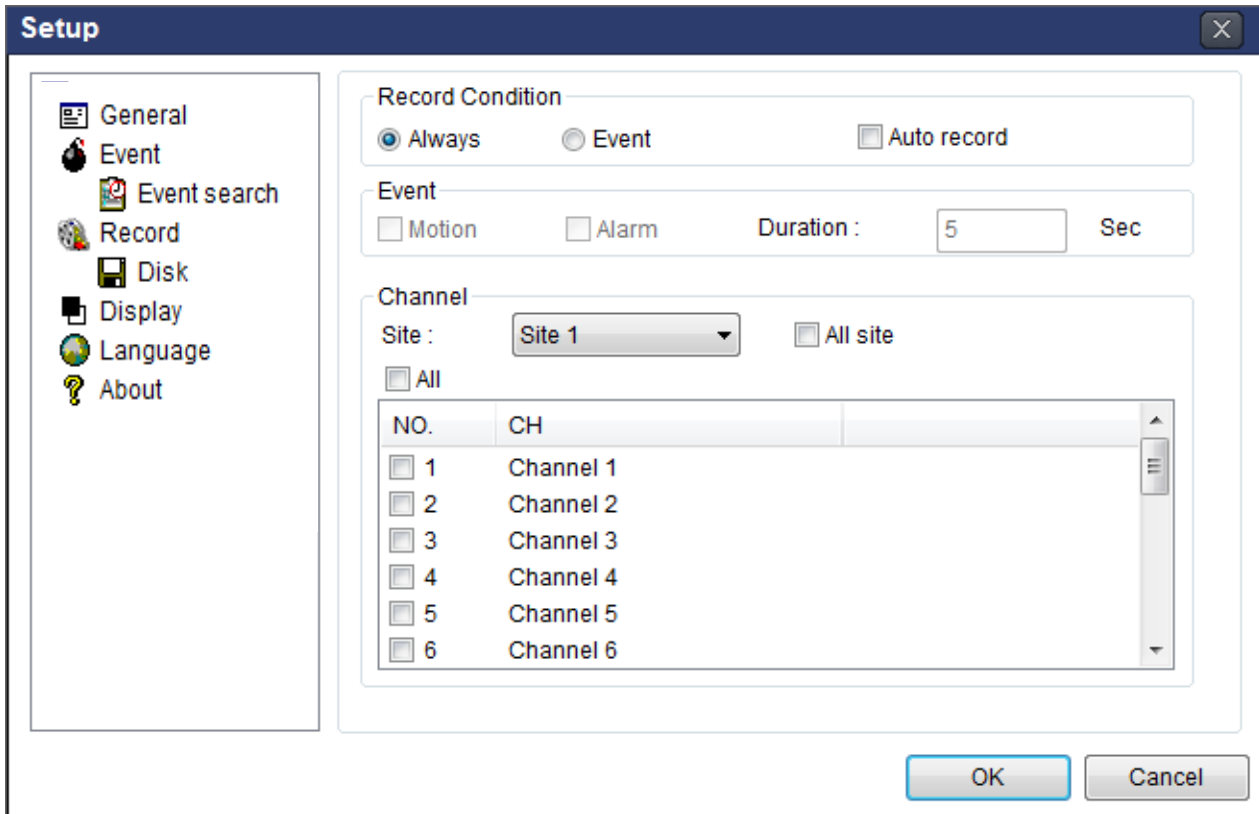 Setup
General
Event
Event search
Record
Disk
Display
Language
About
Record Condition
Always Event Auto record
Event
Motion Alarm Duration : 5 Sec
Channel
Site : Site 1 All site
All
NO. CH
1 Channel 1
2 Channel 2
3 Channel 3
4 Channel 4
5 Channel 5
6 Channel 6
OK Cancel